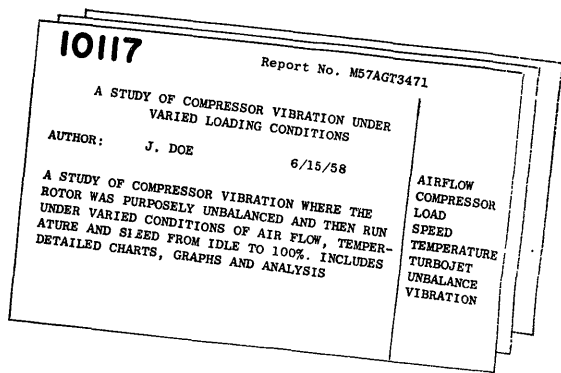 10117
Report No. M57AGT3471
A STUDY OF COMPRESSOR VIBRATION UNDER
VARIED LOADING CONDITIONS
AUTHOR: J. DOE 6/15/58
A STUDY OF COMPRESSOR VIBRATION WHERE THE
ROTOR WAS PURPOSELY UNBALANCED AND THEN RUN
UNDER VARIED CONDITIONS OF AIR FLOW, TEMPER-
ATURE AND SPEED FROM IDLE TO 100%. INCLUDES
DETAILED CHARTS, GRAPHS AND ANALYSIS
AIRFLOW
COMPRESSOR
LOAD
SPEED
TEMPERATURE
TURBOJET
UNBALANCE
VIBRATION